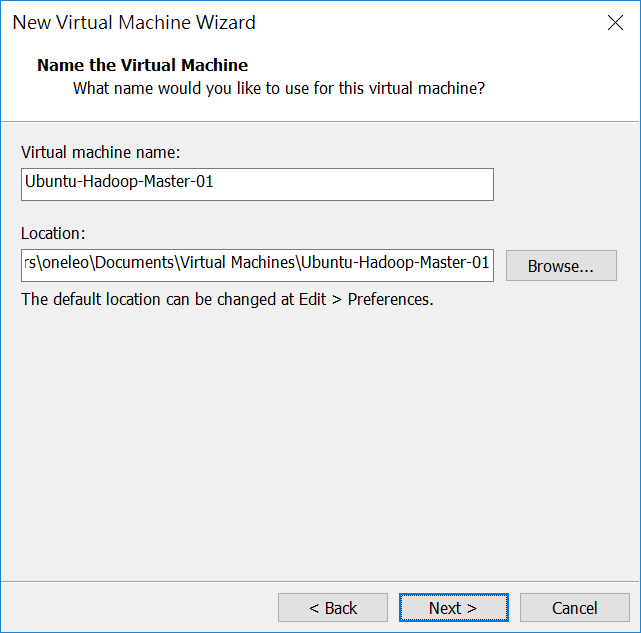 New Virtual Machine Wizard
Name the Virtual Machine
What name would you like to use for this virtual machine?
Virtual machine name:
Ubuntu-Hadoop-Master-01
Location:
rs\oneleo\Documents\Virtual Machines\Ubuntu-Hadoop-Master-01
Browse...
The default location can be changed at Edit > Preferences.
< Back
Next >
Cancel